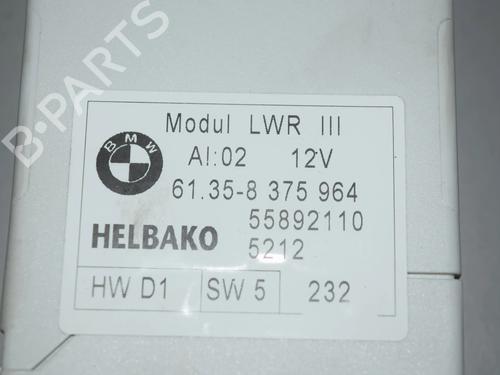 B-PARTS
BMW
Modul LWR III
AI:02 12V
61.35-8 375 964
55892110
HELBAKO 5212
HW D1 SW 5 232